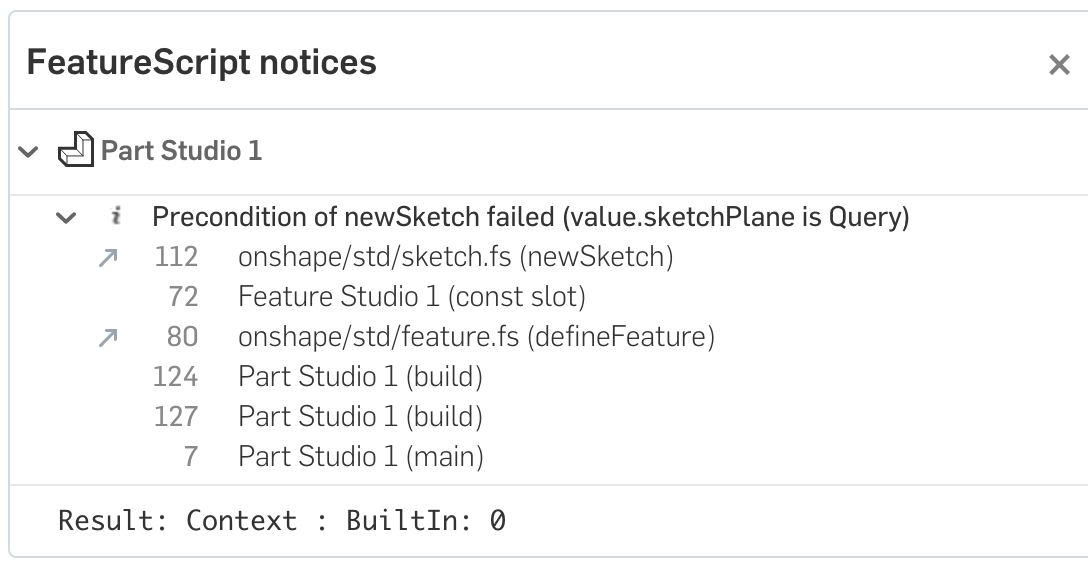 FeatureScript notices
Part Studio 1
Precondition of newSketch failed (value.sketchPlane is Query)
112 onshape/std/sketch.fs (newSketch)
72 Feature Studio 1 (const slot)
80 onshape/std/feature.fs (defineFeature)
124 Part Studio 1 (build)
127 Part Studio 1 (build)
7 Part Studio 1 (main)
Result: Context : BuiltIn: 0